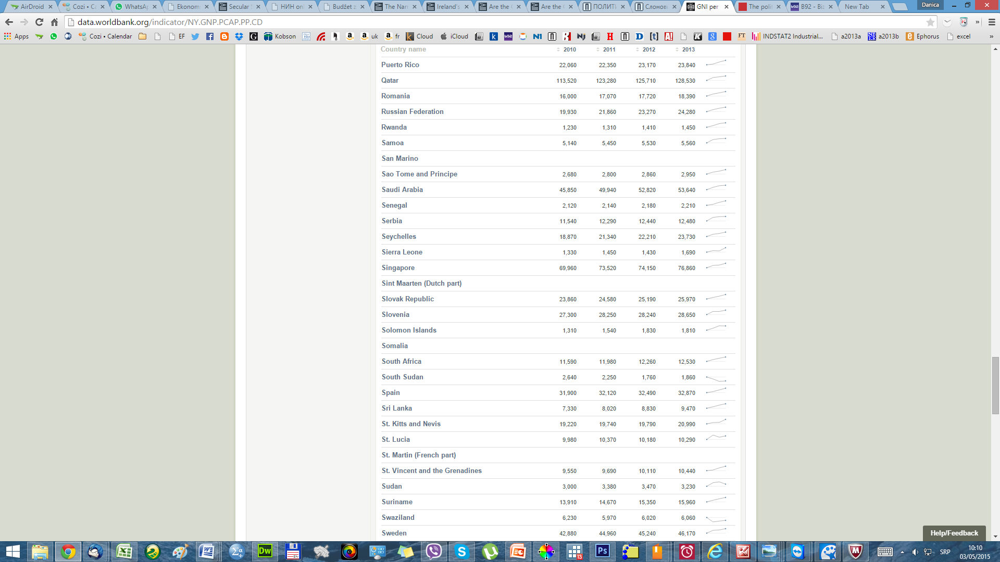 AirDroid
Cozi • Ca
WhatsAp
Ekonoms
Secular S
НИН onl
Budžet z
The Narr
Ireland's
Are the C
Are the C
ПОЛИТИ
Слонови
GNI per
The polit
B92 - Biz
New Tab
Danica
data.worldbank.org/indicator/NY.GNP.PCAP.PP.CD
Apps Cozi • Calendar EF Kobson uk fr Cloud iCloud N1 FT INDSTAT2 Industrial... a2013a a2013b Ephorus excel »
Country name 2010 2011 2012 2013
Puerto Rico 22,060 22,350 23,170 23,840
Qatar 113,520 123,280 125,710 128,530
Romania 16,000 17,070 17,720 18,390
Russian Federation 19,930 21,860 23,270 24,280
Rwanda 1,230 1,310 1,410 1,450
Samoa 5,140 5,450 5,530 5,560
San Marino
Sao Tome and Principe 2,680 2,800 2,860 2,950
Saudi Arabia 45,850 49,940 52,820 53,640
Senegal 2,120 2,140 2,180 2,210
Serbia 11,540 12,290 12,440 12,480
Seychelles 18,870 21,340 22,210 23,730
Sierra Leone 1,330 1,450 1,430 1,690
Singapore 69,960 73,520 74,150 76,860
Sint Maarten (Dutch part)
Slovak Republic 23,860 24,580 25,190 25,970
Slovenia 27,300 28,250 28,240 28,650
Solomon Islands 1,310 1,540 1,830 1,810
Somalia
South Africa 11,590 11,980 12,260 12,530
South Sudan 2,640 2,250 1,760 1,860
Spain 31,900 32,120 32,490 32,870
Sri Lanka 7,330 8,020 8,830 9,470
St. Kitts and Nevis 19,220 19,740 19,790 20,990
St. Lucia 9,980 10,370 10,180 10,290
St. Martin (French part)
St. Vincent and the Grenadines 9,550 9,690 10,110 10,440
Sudan 3,000 3,380 3,470 3,230
Suriname 13,910 14,670 15,350 15,960
Swaziland 6,230 5,970 6,020 6,060
Sweden 42,880 44,960 45,240 46,170
Help/Feedback
SRP
10:10
03/05/2015